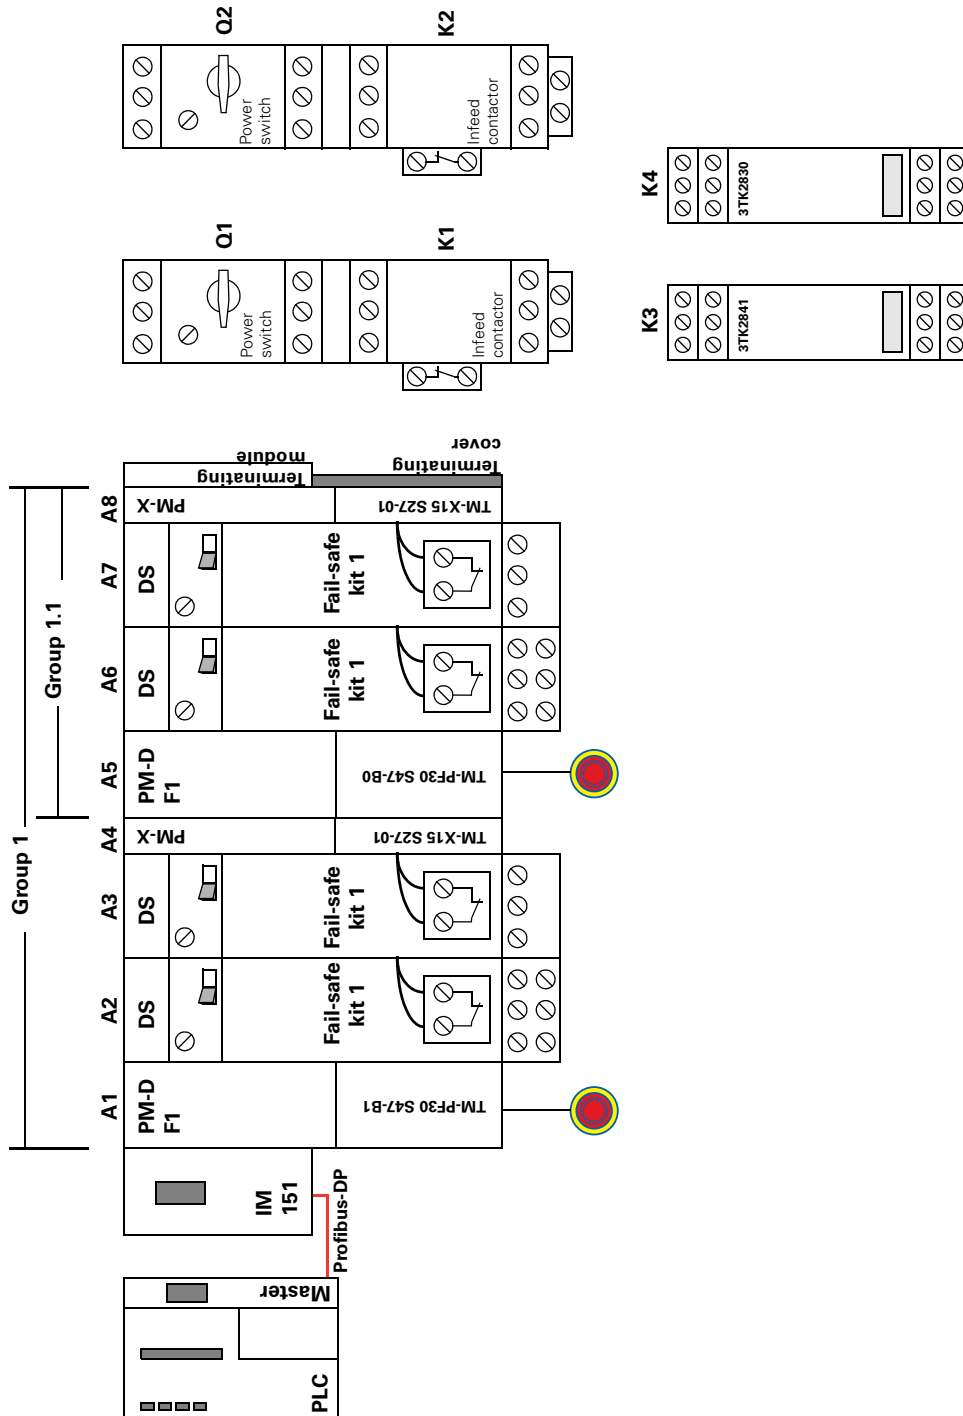 Q2
K2
Power
switch
Infeed
contactor
Q1
K1
Power
switch
Infeed
contactor
K4
3TK2830
K3
3TK2841
Group 1
Group 1.1
Terminating
module
Terminating
cover
A8
PM-X
TM-X15 S27-01
A7
DS
Fail-safe
kit 1
A6
DS
Fail-safe
kit 1
A5
PM-D
F1
TM-PF30 S47-B0
A4
PM-X
TM-X15 S27-01
A3
DS
Fail-safe
kit 1
A2
DS
Fail-safe
kit 1
A1
PM-D
F1
TM-PF30 S47-B1
IM
151
Profibus-DP
Master
PLC